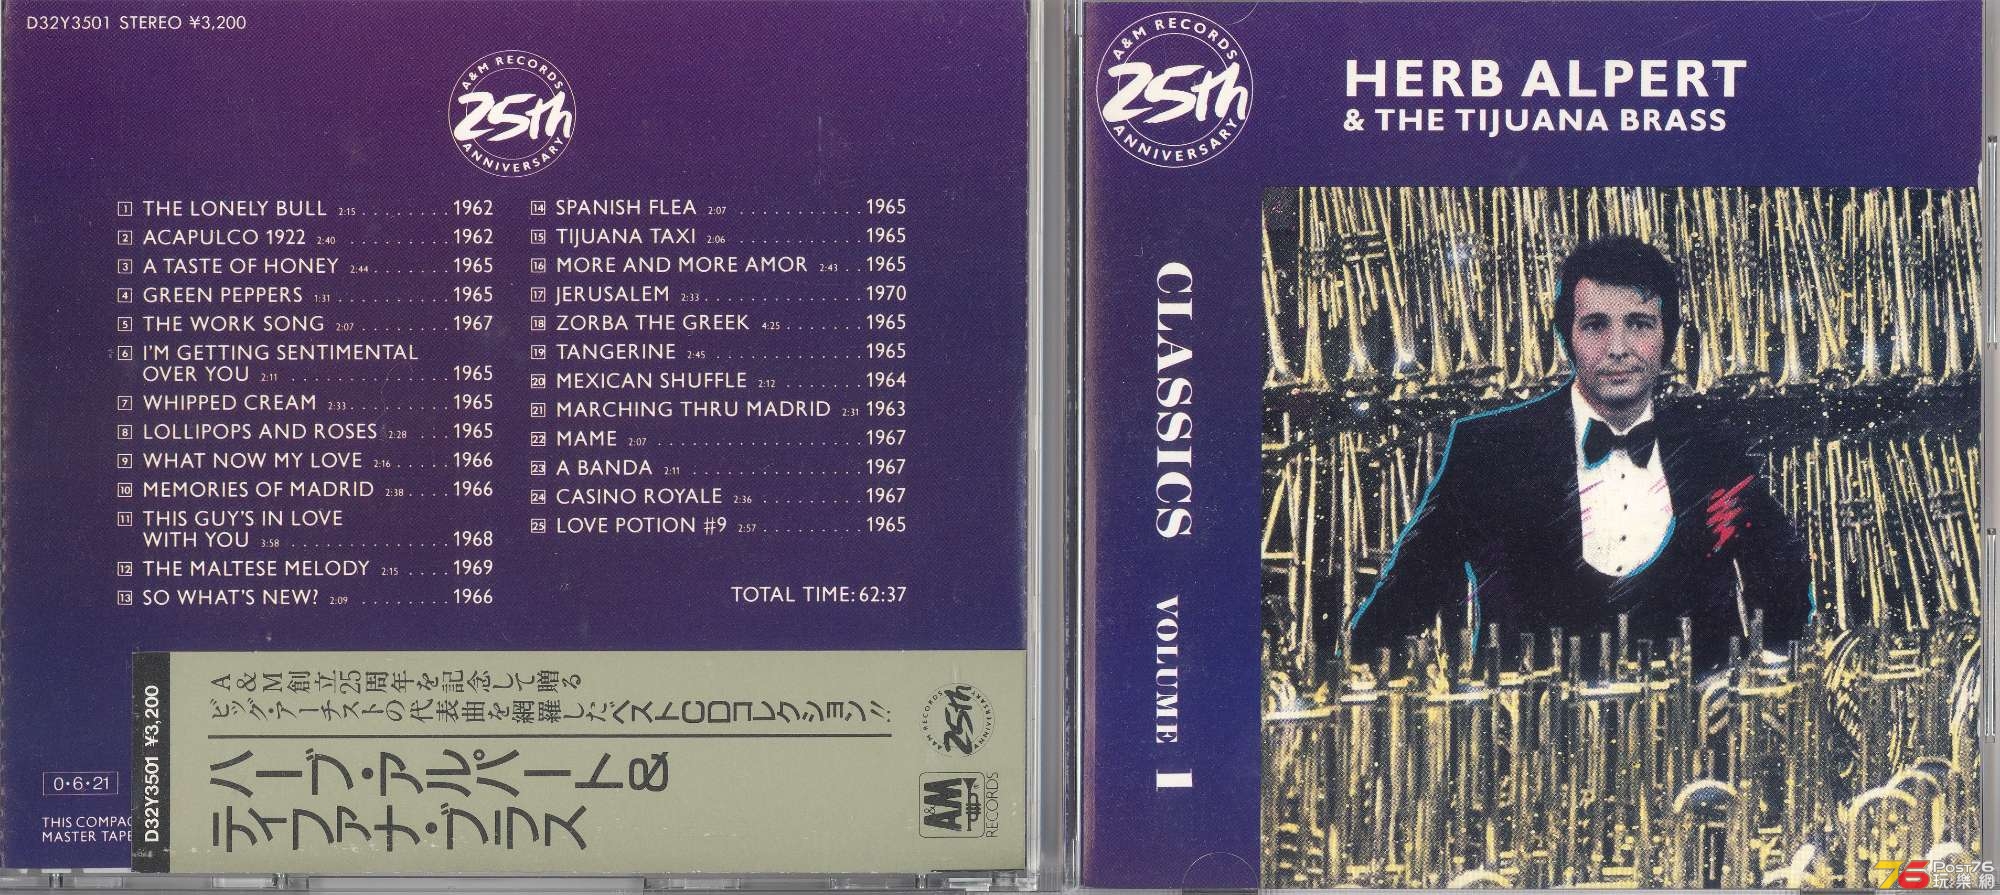 D32Y3501 STEREO ¥3,200
A&M RECORDS
25th
ANNIVERSARY
1 THE LONELY BULL 2:15 . . . . . . . . 1962
2 ACAPULCO 1922 2:40 . . . . . . . . . 1962
3 A TASTE OF HONEY 2:44 . . . . . . . 1965
4 GREEN PEPPERS 1:31 . . . . . . . . . . 1965
5 THE WORK SONG 2:07 . . . . . . . . 1967
6 I'M GETTING SENTIMENTAL
OVER YOU 2:11 . . . . . . . . . . . . . . 1965
7 WHIPPED CREAM 2:33 . . . . . . . . . 1965
8 LOLLIPOPS AND ROSES 2:28 . . . 1965
9 WHAT NOW MY LOVE 2:16 . . . . . 1966
10 MEMORIES OF MADRID 2:38 . . . . 1966
11 THIS GUY'S IN LOVE
WITH YOU 3:58 . . . . . . . . . . . . . . 1968
12 THE MALTESE MELODY 2:15 . . . . 1969
13 SO WHAT'S NEW? 2:09 . . . . . . . . 1966
14 SPANISH FLEA 2:07 . . . . . . . . . . . 1965
15 TIJUANA TAXI 2:06 . . . . . . . . . . . 1965
16 MORE AND MORE AMOR 2:43 . . 1965
17 JERUSALEM 2:33 . . . . . . . . . . . . . 1970
18 ZORBA THE GREEK 4:25 . . . . . . . 1965
19 TANGERINE 2:45 . . . . . . . . . . . . . 1965
20 MEXICAN SHUFFLE 2:12 . . . . . . . 1964
21 MARCHING THRU MADRID 2:31 1963
22 MAME 2:07 . . . . . . . . . . . . . . . . . . 1967
23 A BANDA 2:11 . . . . . . . . . . . . . . . 1967
24 CASINO ROYALE 2:36 . . . . . . . . . 1967
25 LOVE POTION #9 2:57 . . . . . . . . . 1965
TOTAL TIME: 62:37
A&M創立25周年を記念して贈る
ビッグ・アーチストの代表曲を網羅したベストCDコレクション!!
ハーブ・アルパート&
ティファナ・ブラス
A&M RECORDS
25th
ANNIVERSARY
A&M
RECORDS
D32Y3501 ¥3,200
0・6・21
THIS COMPAC
MASTER TAPE
A&M RECORDS
25th
ANNIVERSARY
HERB ALPERT
& THE TIJUANA BRASS
CLASSICS VOLUME 1
76 Post76
玩樂網